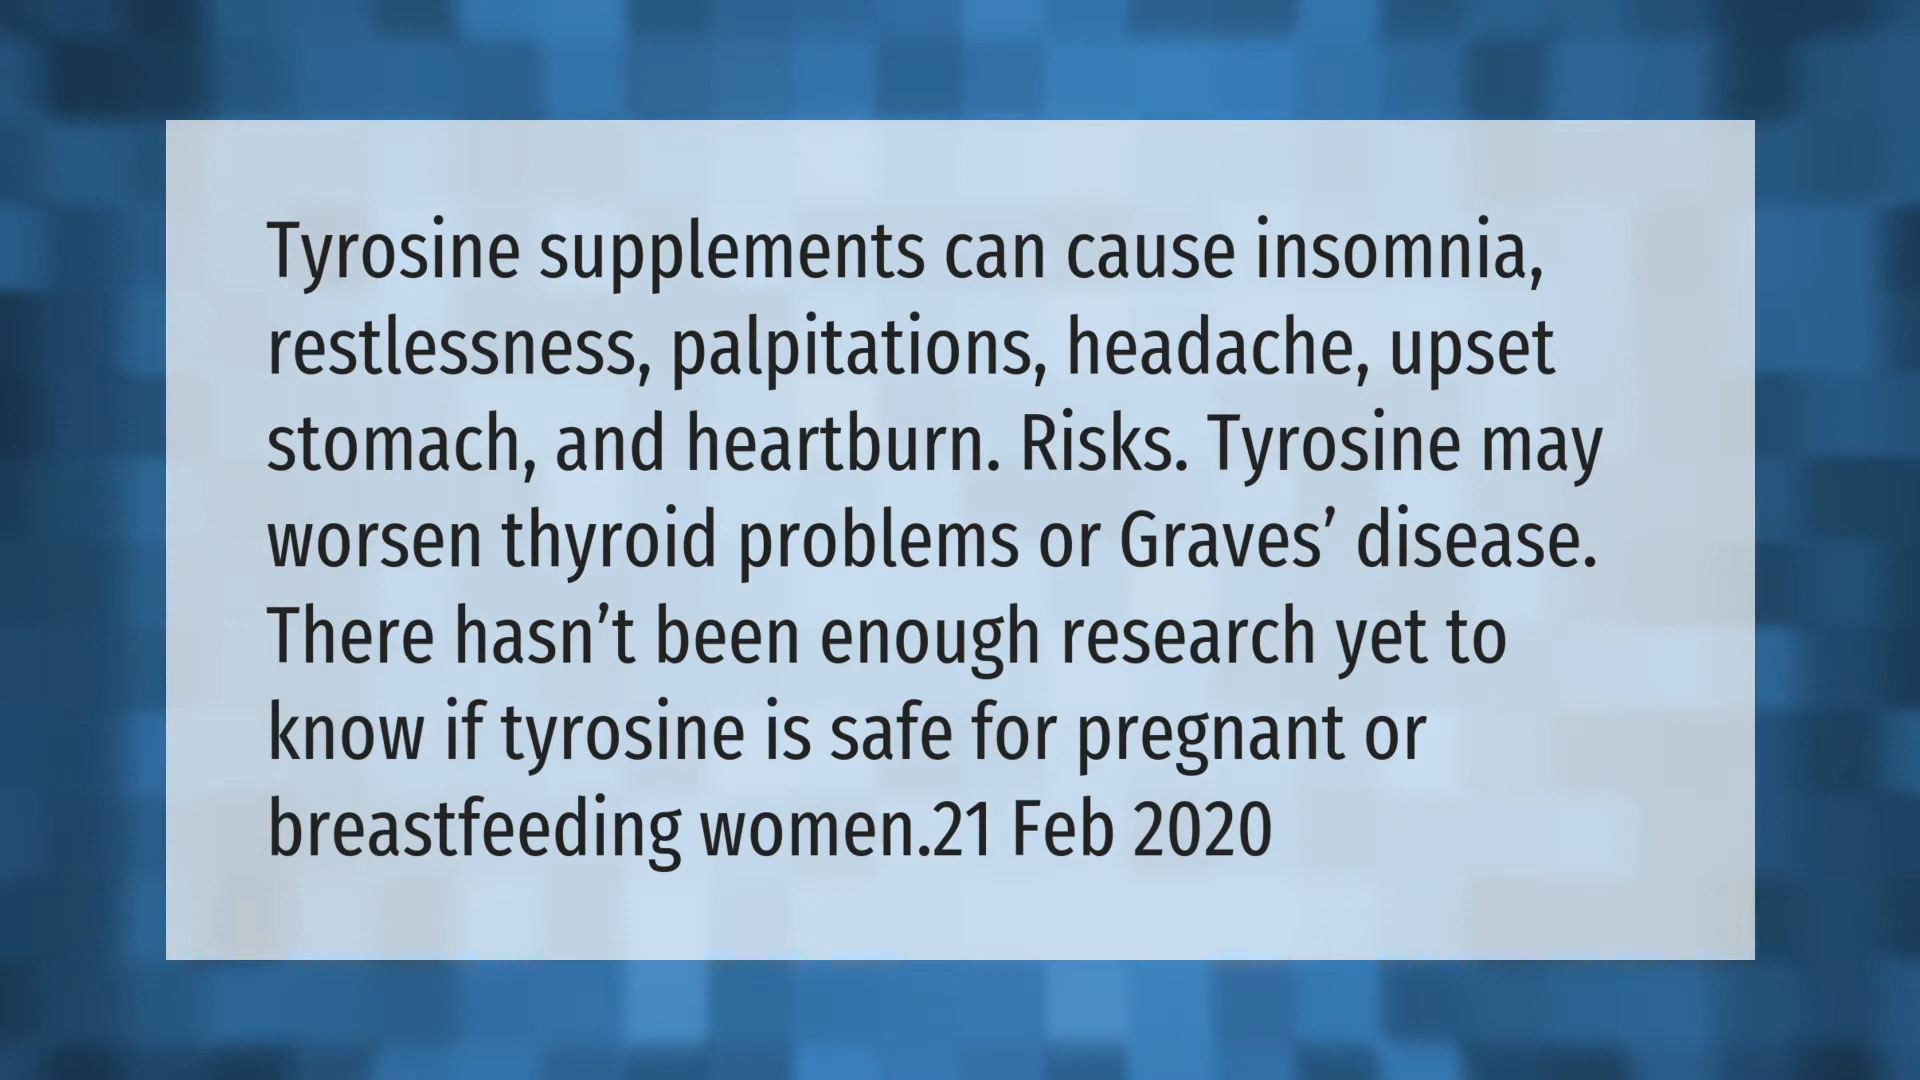 Tyrosine supplements can cause insomnia,
restlessness, palpitations, headache, upset
stomach, and heartburn. Risks. Tyrosine may
worsen thyroid problems or Graves’ disease.
There hasn’t been enough research yet to
know if tyrosine is safe for pregnant or
breastfeeding women.21 Feb 2020